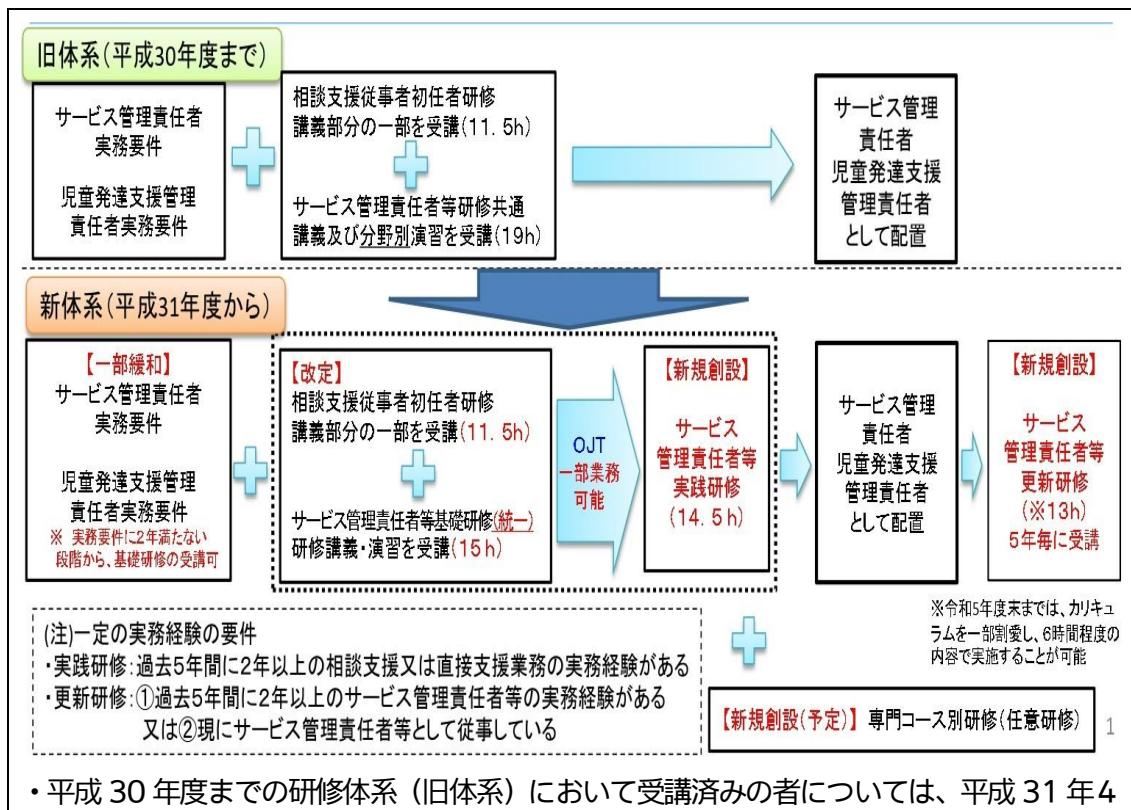 旧体系(平成30年度まで)
サービス管理責任者
実務要件
児童発達支援管理
責任者実務要件
相談支援従事者初任者研修
講義部分の一部を受講(11.5h)
サービス管理責任者等研修共通
講義及び分野別演習を受講(19h)
サービス管理
責任者
児童発達支援
管理責任者
として配置
新体系(平成31年度から)
【一部緩和】
サービス管理責任者
実務要件
児童発達支援管理
責任者実務要件
※ 実務要件に2年満たない
段階から、基礎研修の受講可
【改定】
相談支援従事者初任者研修
講義部分の一部を受講(11.5h)
サービス管理責任者等基礎研修(統一)
研修講義・演習を受講(15h)
OJT
一部業務
可能
【新規創設】
サービス
管理責任者等
実践研修
(14.5h)
サービス管理
責任者
児童発達支援
管理責任者
として配置
【新規創設】
サービス
管理責任者等
更新研修
(※13h)
5年毎に受講
※令和5年度末までは、カリキュ
ラムを一部割愛し、6時間程度の
内容で実施することが可能
(注)一定の実務経験の要件
・実践研修:過去5年間に2年以上の相談支援又は直接支援業務の実務経験がある
・更新研修:①過去5年間に2年以上のサービス管理責任者等の実務経験がある
又は②現にサービス管理責任者等として従事している
【新規創設(予定)】 専門コース別研修(任意研修)
1
・平成 30 年度までの研修体系(旧体系)において受講済みの者については、平成 31 年4